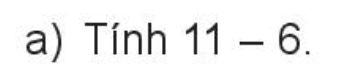 a) Tính 11 – 6.